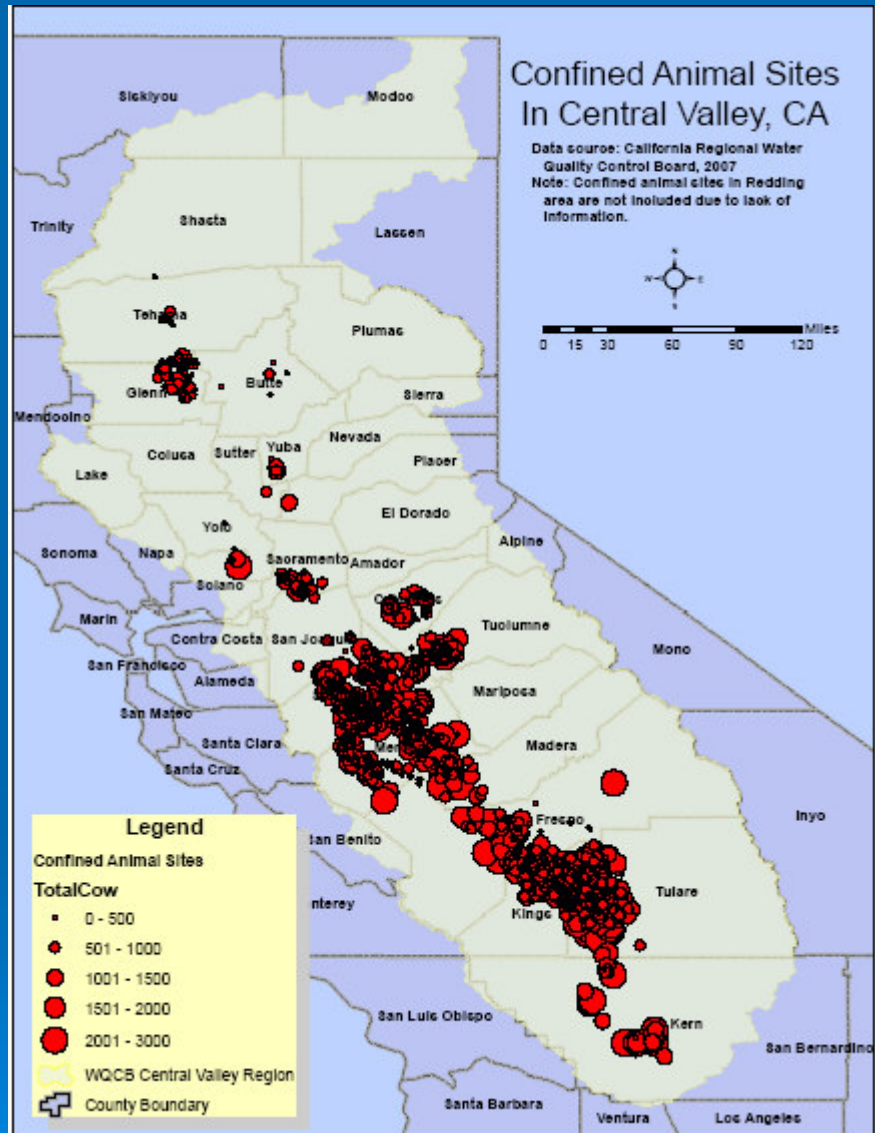 Confined Animal Sites
In Central Valley, CA
Data source: California Regional Water
Quality Control Board, 2007
Note: Confined animal sites in Redding
area are not included due to lack of
information.
N
W E
S
Miles
0 15 30 60 90 120
Siskiyou
Modoc
Trinity
Shasta
Lassen
Tehama
Plumas
Glenn
Butte
Sierra
Mendocino
Nevada
Colusa
Sutter
Yuba
Placer
Lake
El Dorado
Yolo
Alpine
Sonoma
Napa
Sacramento
Amador
Solano
Marin
Tuolumne
Contra Costa
San Joaquin
Mono
San Francisco
Alameda
Mariposa
San Mateo
Santa Clara
Madera
Santa Cruz
Inyo
Fresno
San Benito
Tulare
Kings
San Luis Obispo
Kern
San Bernardino
Santa Barbara
Ventura
Los Angeles
Legend
Confined Animal Sites
TotalCow
0 - 500
501 - 1000
1001 - 1500
1501 - 2000
2001 - 3000
WQCB Central Valley Region
County Boundary